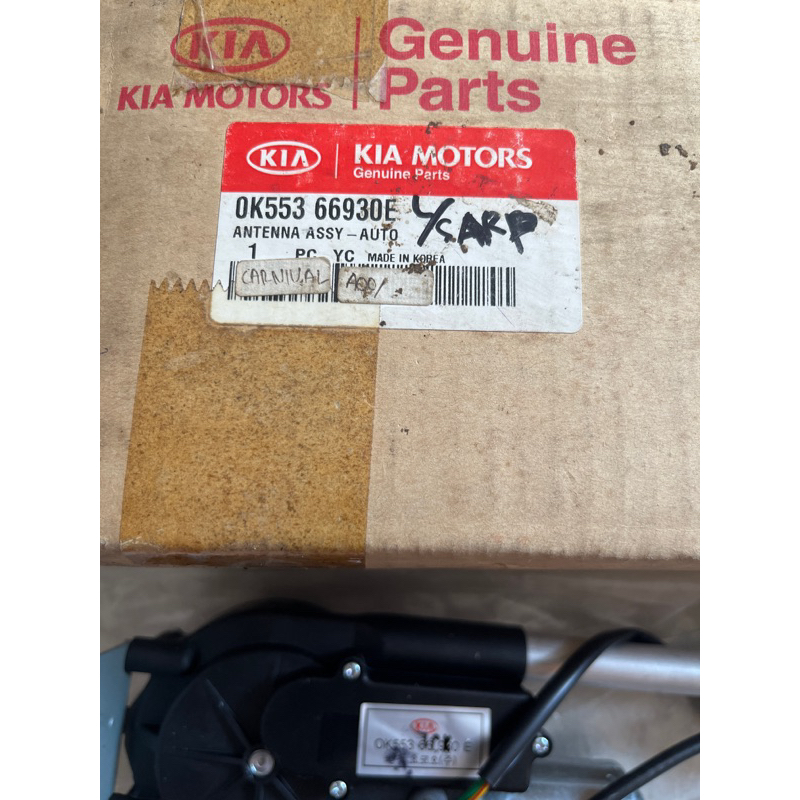 KIA
KIA MOTORS
Genuine
Parts
KIA
KIA MOTORS
Genuine Parts
0K553 66930E
ANTENNA ASSY-AUTO
1 PC YC MADE IN KOREA
CARNIVAL
KIA
0K553